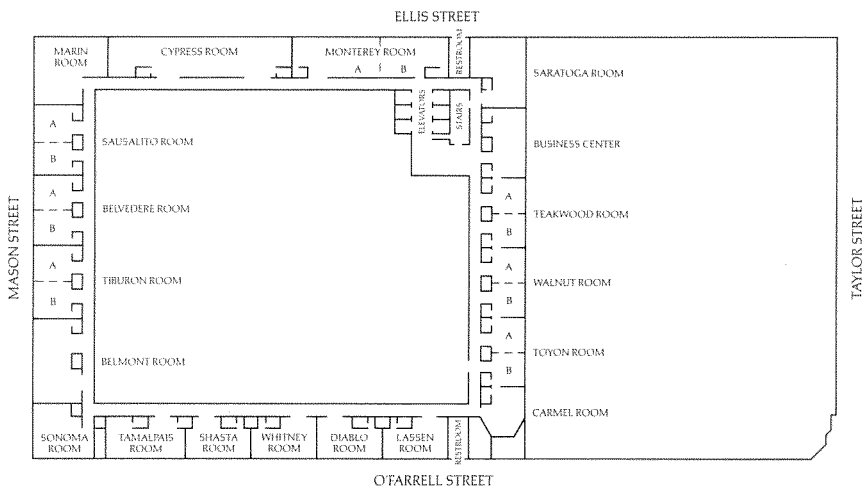 ELLIS STREET
MARIN
ROOM
CYPRESS ROOM
MONTEREY ROOM
A
B
RESTROOM
SARATOGA ROOM
ELEVATORS
STAIRS
A
B
SAUSALITO ROOM
BUSINESS CENTER
A
B
BELVEDERE ROOM
A
B
TEAKWOOD ROOM
MASON STREET
TAYLOR STREET
A
B
TIBURON ROOM
A
B
WALNUT ROOM
BELMONT ROOM
A
B
TOYON ROOM
CARMEL ROOM
SONOMA
ROOM
TAMALPAIS
ROOM
SHASTA
ROOM
WHITNEY
ROOM
DIABLO
ROOM
LASSEN
ROOM
RESTROOM
O'FARRELL STREET